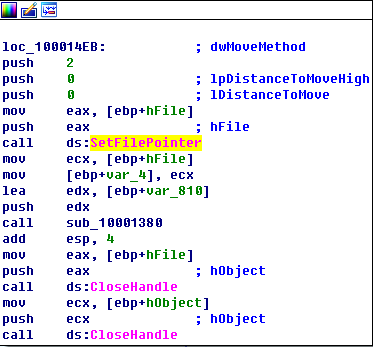 loc_100014EB: ; dwMoveMethod
push 2
push 0 ; lpDistanceToMoveHigh
push 0 ; lDistanceToMove
mov eax, [ebp+hFile]
push eax ; hFile
call ds:SetFilePointer
mov ecx, [ebp+hFile]
mov [ebp+var_4], ecx
lea edx, [ebp+var_810]
push edx
call sub_10001380
add esp, 4
mov eax, [ebp+hFile]
push eax ; hObject
call ds:CloseHandle
mov ecx, [ebp+hObject]
push ecx ; hObject
call ds:CloseHandle